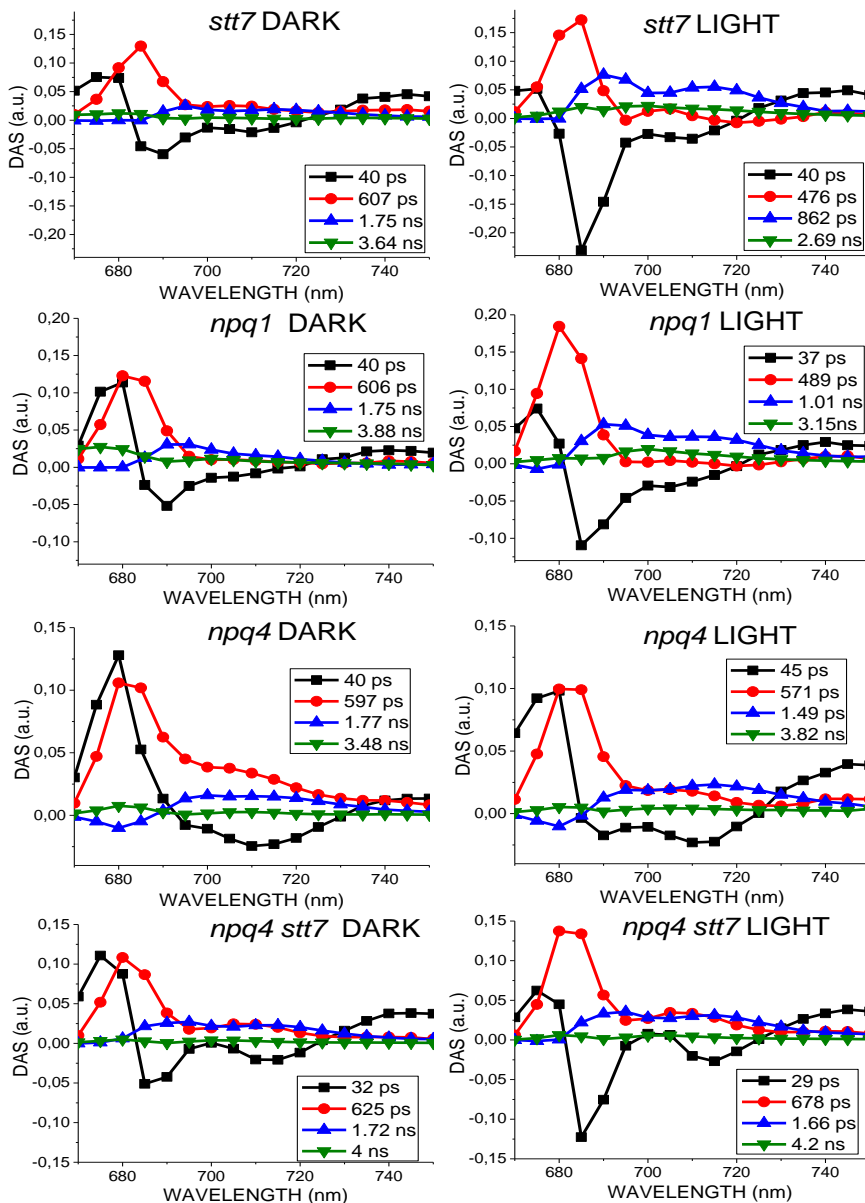 stt7 DARK
DAS (a.u.)
0,15
0,10
0,05
0,00
-0,05
-0,10
-0,15
-0,20
40 ps
607 ps
1.75 ns
3.64 ns
680 700 720 740
WAVELENGTH (nm)
stt7 LIGHT
DAS (a.u.)
0,15
0,10
0,05
0,00
-0,05
-0,10
-0,15
-0,20
40 ps
476 ps
862 ps
2.69 ns
680 700 720 740
WAVELENGTH (nm)
npq1 DARK
DAS (a.u.)
0,20
0,15
0,10
0,05
0,00
-0,05
-0,10
40 ps
606 ps
1.75 ns
3.88 ns
680 700 720 740
WAVELENGTH (nm)
npq1 LIGHT
DAS (a.u.)
0,20
0,15
0,10
0,05
0,00
-0,05
-0,10
37 ps
489 ps
1.01 ns
3.15ns
680 700 720 740
WAVELENGTH (nm)
npq4 DARK
DAS (a.u.)
0,15
0,10
0,05
0,00
40 ps
597 ps
1.77 ns
3.48 ns
680 700 720 740
WAVELENGTH (nm)
npq4 LIGHT
DAS (a.u.)
0,15
0,10
0,05
0,00
45 ps
571 ps
1.49 ns
3.82 ns
680 700 720 740
WAVELENGTH (nm)
npq4 stt7 DARK
DAS (a.u.)
0,15
0,10
0,05
0,00
-0,05
-0,10
-0,15
32 ps
625 ps
1.72 ns
4 ns
680 700 720 740
WAVELENGTH (nm)
npq4 stt7 LIGHT
DAS (a.u.)
0,15
0,10
0,05
0,00
-0,05
-0,10
-0,15
29 ps
678 ps
1.66 ps
4.2 ns
680 700 720 740
WAVELENGTH (nm)